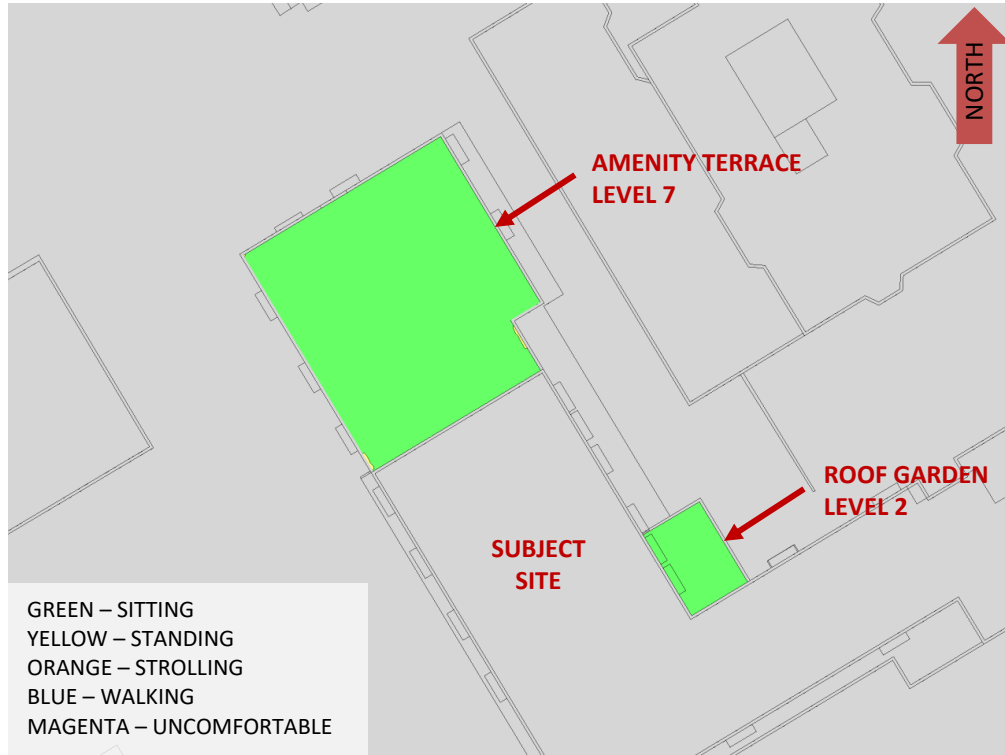 NORTH
AMENITY TERRACE
LEVEL 7
ROOF GARDEN
LEVEL 2
SUBJECT
SITE
GREEN – SITTING
YELLOW – STANDING
ORANGE – STROLLING
BLUE – WALKING
MAGENTA – UNCOMFORTABLE